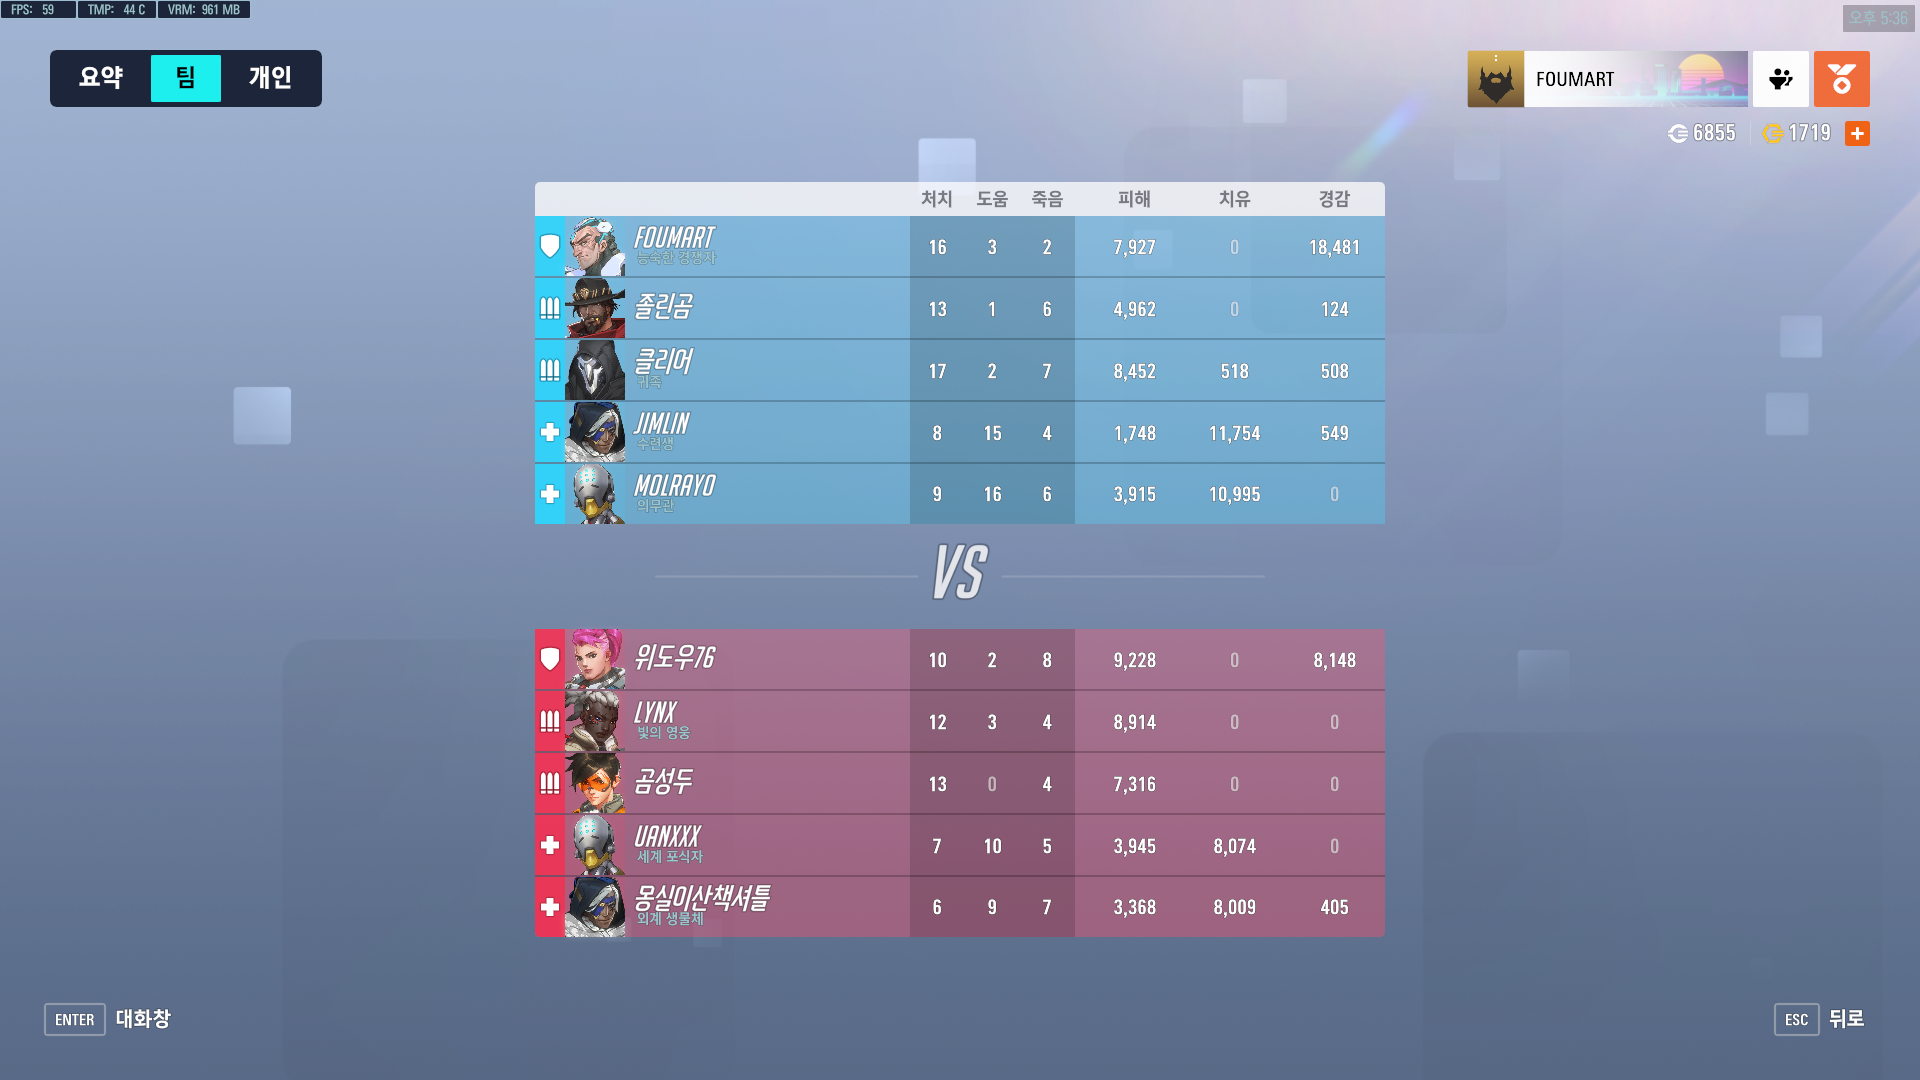 FPS: 59 TMP: 44 C VRM: 961 MB
오후 5:36
요약 팀 개인
FOUMART
6855 1719 +
처치 도움 죽음 피해 치유 경감
FOUMART 16 3 2 7,927 0 18,481
능숙한 경쟁자
졸린곰 13 1 6 4,962 0 124
클리어 17 2 7 8,452 518 508
귀족
JIMLIN 8 15 4 1,748 11,754 549
수련생
MOLRAYO 9 16 6 3,915 10,995 0
의무관
VS
위도우76 10 2 8 9,228 0 8,148
LYNX 12 3 4 8,914 0 0
빛의 영웅
곰성두 13 0 4 7,316 0 0
UANXXX 7 10 5 3,945 8,074 0
세계 포식자
몽실이산책셔틀 6 9 7 3,368 8,009 405
외계 생물체
ENTER 대화창
ESC 뒤로